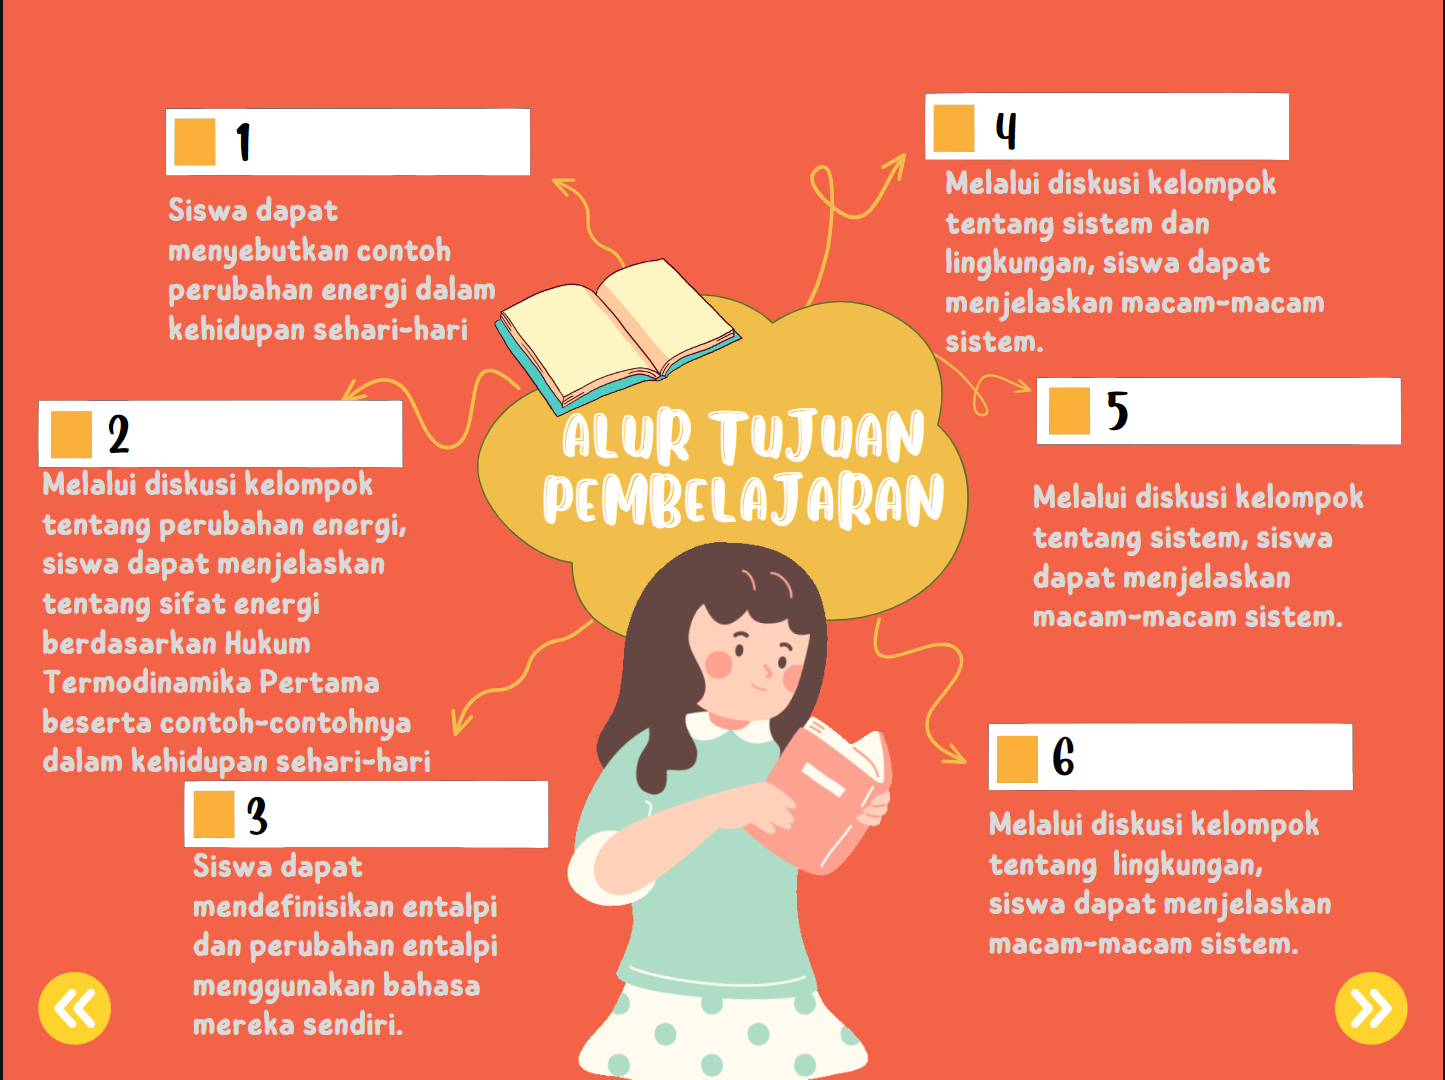 ALUR TUJUAN
PEMBELAJARAN
1
Siswa dapat
menyebutkan contoh
perubahan energi dalam
kehidupan sehari-hari
2
Melalui diskusi kelompok
tentang perubahan energi,
siswa dapat menjelaskan
tentang sifat energi
berdasarkan Hukum
Termodinamika Pertama
beserta contoh-contohnya
dalam kehidupan sehari-hari
3
Siswa dapat
mendefinisikan entalpi
dan perubahan entalpi
menggunakan bahasa
mereka sendiri.
4
Melalui diskusi kelompok
tentang sistem dan
lingkungan, siswa dapat
menjelaskan macam-macam
sistem.
5
Melalui diskusi kelompok
tentang sistem, siswa
dapat menjelaskan
macam-macam sistem.
6
Melalui diskusi kelompok
tentang  lingkungan,
siswa dapat menjelaskan
macam-macam sistem.